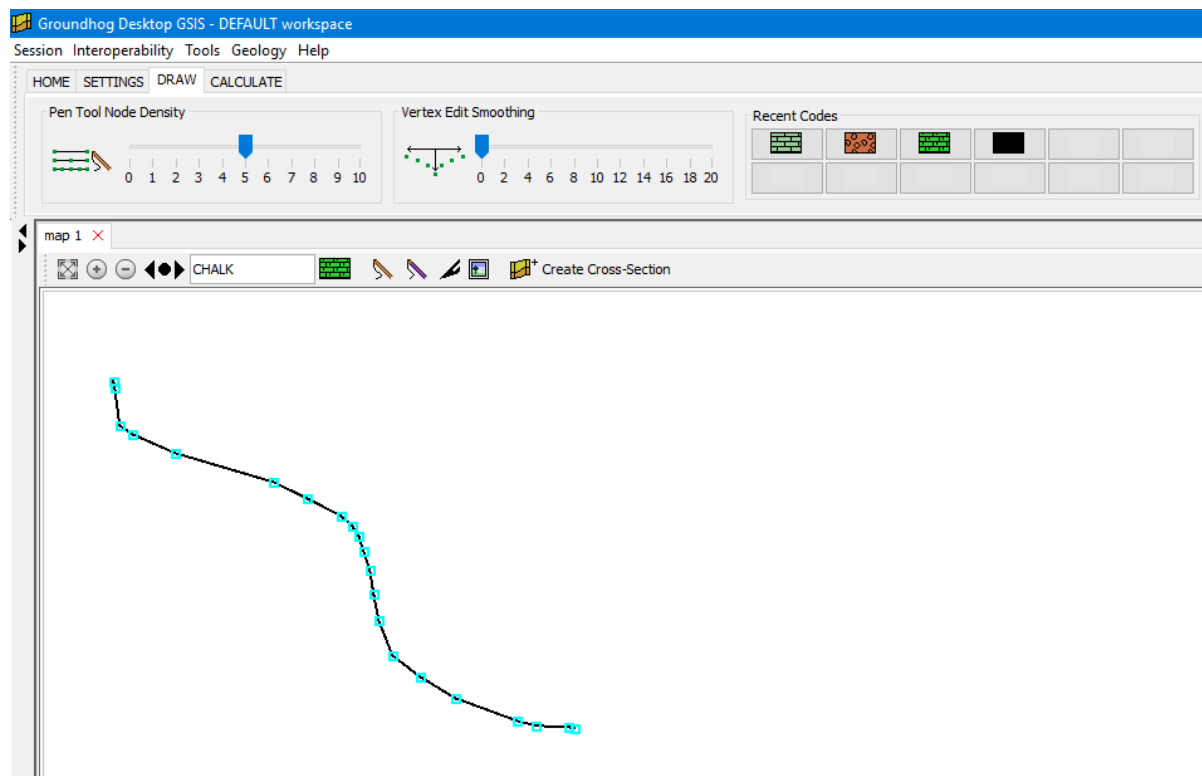 Groundhog Desktop GSIS - DEFAULT workspace
Session Interoperability Tools Geology Help
HOME SETTINGS DRAW CALCULATE
Pen Tool Node Density
0 1 2 3 4 5 6 7 8 9 10
Vertex Edit Smoothing
0 2 4 6 8 10 12 14 16 18 20
Recent Codes
map 1
CHALK
Create Cross-Section